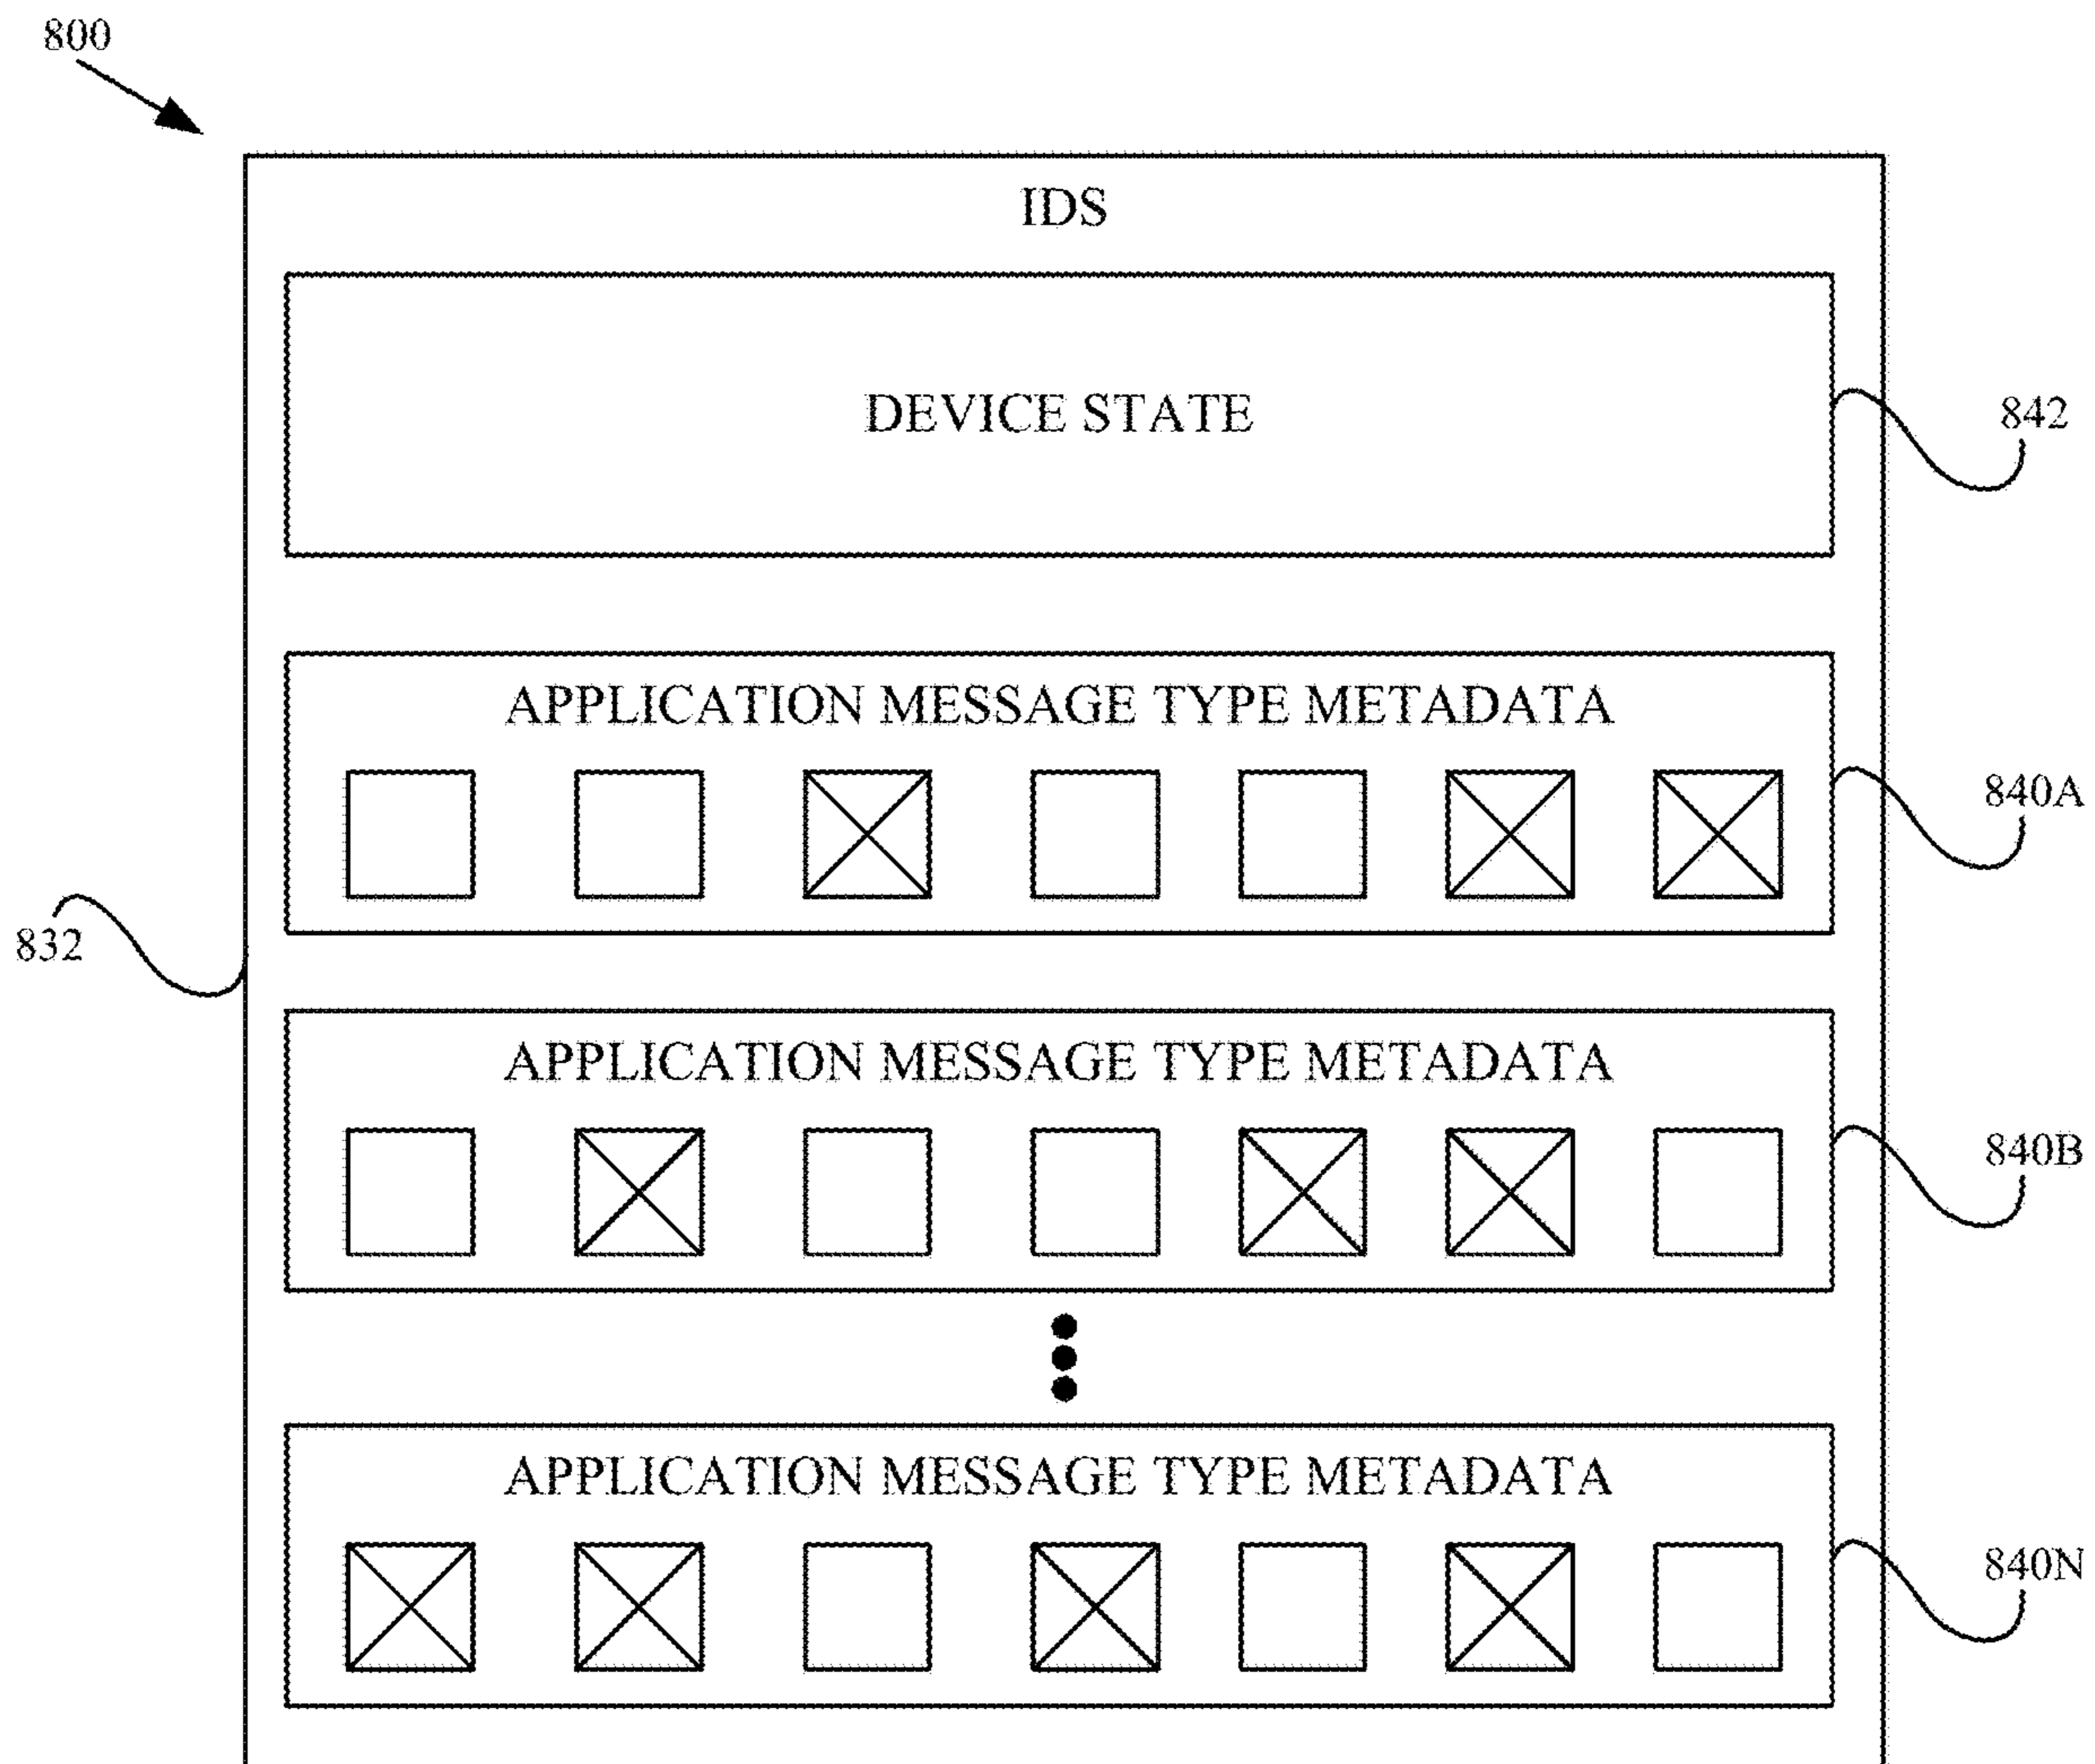 800
IDS
DEVICE STATE
842
APPLICATION MESSAGE TYPE METADATA
840A
832
APPLICATION MESSAGE TYPE METADATA
840B
APPLICATION MESSAGE TYPE METADATA
840N